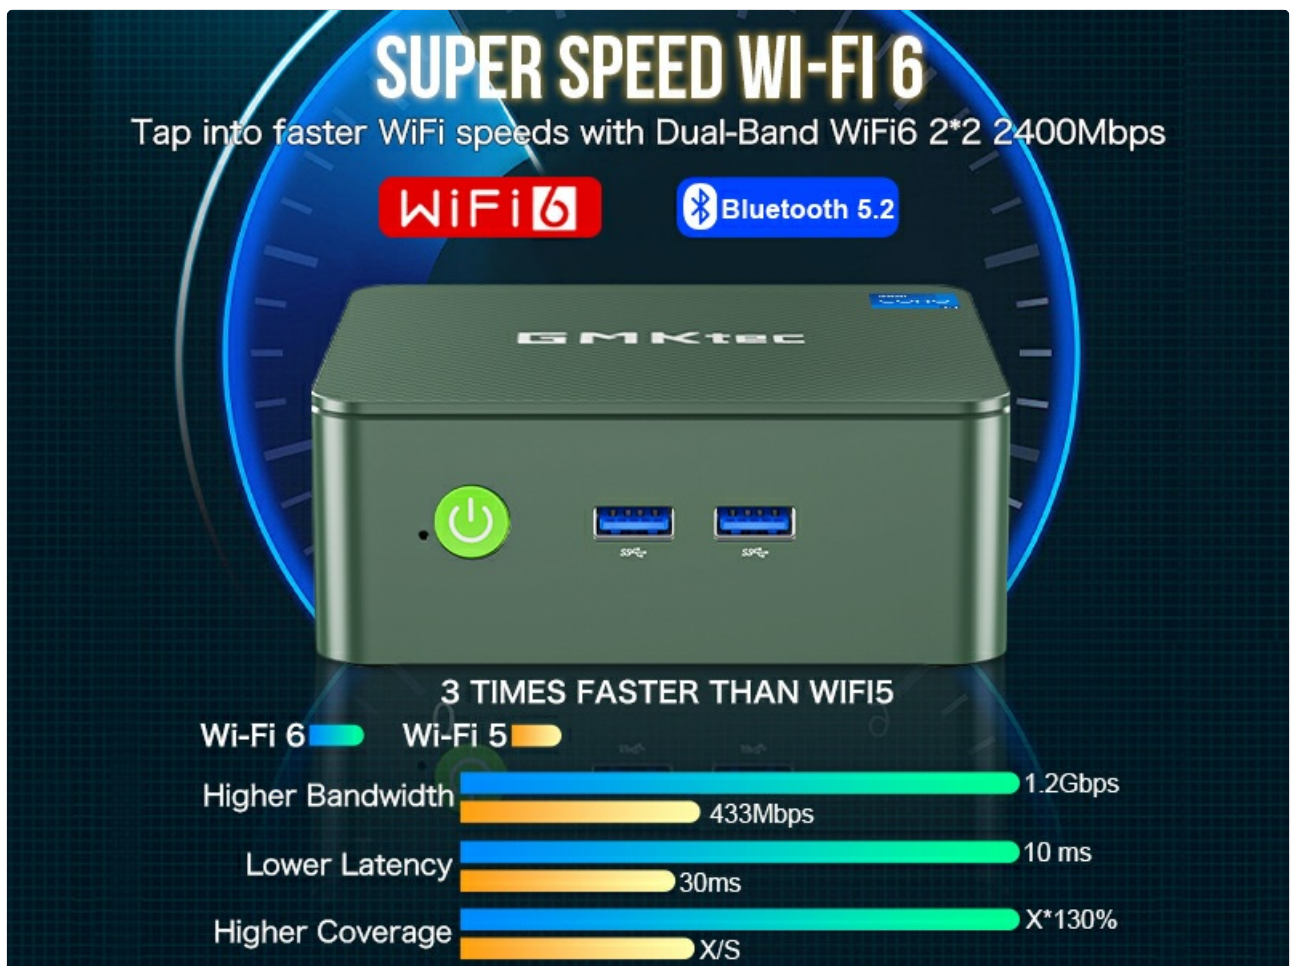 SUPER SPEED WI-FI 6
Tap into faster WiFi speeds with Dual-Band WiFi6 2*2 2400Mbps
WiFi 6
Bluetooth 5.2
GMKtec
3 TIMES FASTER THAN WIFI5
Wi-Fi 6 Wi-Fi 5
Higher Bandwidth 1.2Gbps
433Mbps
Lower Latency 10 ms
30ms
Higher Coverage X*130%
X/S